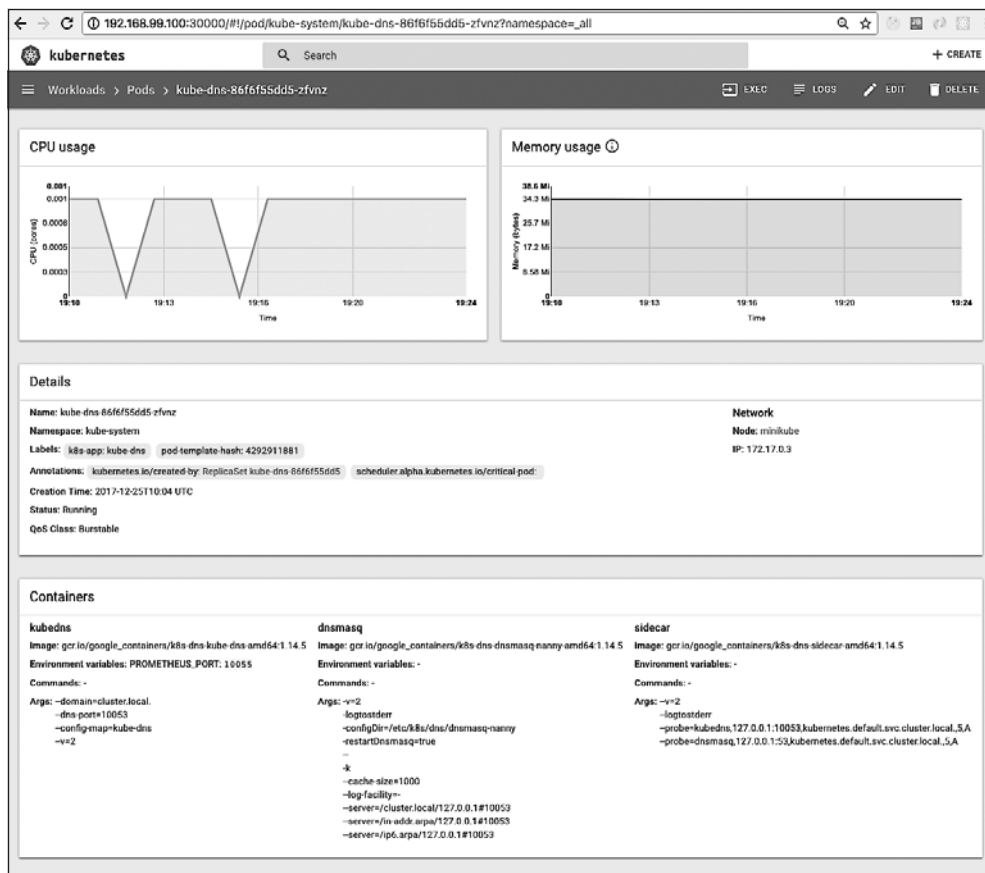 192.168.99.100:30000/#!/pod/kube-system/kube-dns-86f6f55dd5-zfvnz?namespace=_all
kubernetes
Search
+ CREATE
Workloads > Pods > kube-dns-86f6f55dd5-zfvnz
EXEC
LOGS
EDIT
DELETE
CPU usage
0.001
0.001
0.0008
0.0005
0.0003
0
CPU (cores)
19:10 19:13 19:16 19:20 19:24
Time
Memory usage
38.6 Mi
34.3 Mi
25.7 Mi
17.2 Mi
8.58 Mi
0
Memory (bytes)
19:10 19:13 19:16 19:20 19:24
Time
Details
Name: kube-dns-86f6f55dd5-zfvnz
Namespace: kube-system
Labels: k8s-app: kube-dns pod-template-hash: 4292911881
Annotations: kubernetes.io/created-by: ReplicaSet kube-dns-86f6f55dd5 scheduler.alpha.kubernetes.io/critical-pod:
Creation Time: 2017-12-25T10:04 UTC
Status: Running
QoS Class: Burstable
Network
Node: minikube
IP: 172.17.0.3
Containers
kubedns
Image: gcr.io/google_containers/k8s-dns-kube-dns-amd64:1.14.5
Environment variables: PROMETHEUS_PORT: 10055
Commands: -
Args: --domain=cluster.local.
--dns-port=10053
--config-map=kube-dns
--v=2
dnsmasq
Image: gcr.io/google_containers/k8s-dns-dnsmasq-nanny-amd64:1.14.5
Environment variables: -
Commands: -
Args: -v=2
-logtostderr
-configDir=/etc/k8s/dns/dnsmasq-nanny
-restartDnsmasq=true
--
-k
--cache-size=1000
--log-facility=-
--server=/cluster.local/127.0.0.1#10053
--server=/in-addr.arpa/127.0.0.1#10053
--server=/ip6.arpa/127.0.0.1#10053
sidecar
Image: gcr.io/google_containers/k8s-dns-sidecar-amd64:1.14.5
Environment variables: -
Commands: -
Args: --v=2
--logtostderr
--probe=kubedns,127.0.0.1:10053,kubernetes.default.svc.cluster.local.,5,A
--probe=dnsmasq,127.0.0.1:53,kubernetes.default.svc.cluster.local.,5,A